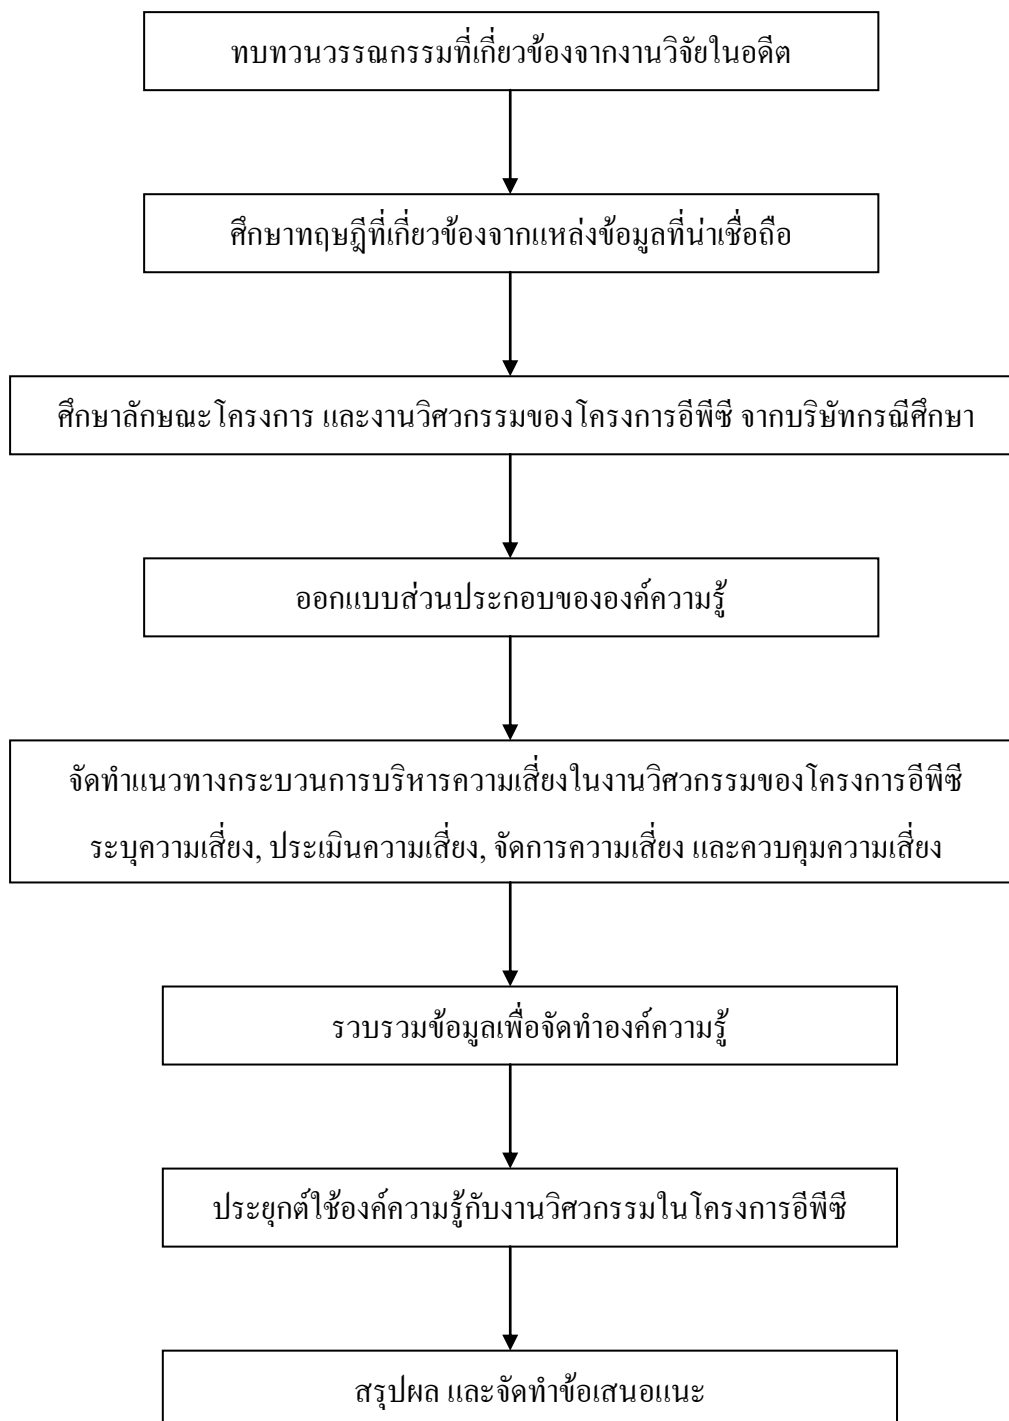 ทบทวนวรรณกรรมที่เกี่ยวข้องจากงานวิจัยในอดีต
ศึกษาทฤษฎีที่เกี่ยวข้องจากแหล่งข้อมูลที่น่าเชื่อถือ
ศึกษาลักษณะโครงการ และงานวิศวกรรมของโครงการอีพีซี จากบริษัทกรณีศึกษา
ออกแบบส่วนประกอบขององค์ความรู้
จัดทำแนวทางกระบวนการบริหารความเสี่ยงในงานวิศวกรรมของโครงการอีพีซี
ระบุความเสี่ยง, ประเมินความเสี่ยง, จัดการความเสี่ยง และควบคุมความเสี่ยง
รวบรวมข้อมูลเพื่อจัดทำองค์ความรู้
ประยุกต์ใช้องค์ความรู้กับงานวิศวกรรมในโครงการอีพีซี
สรุปผล และจัดทำข้อเสนอแนะ